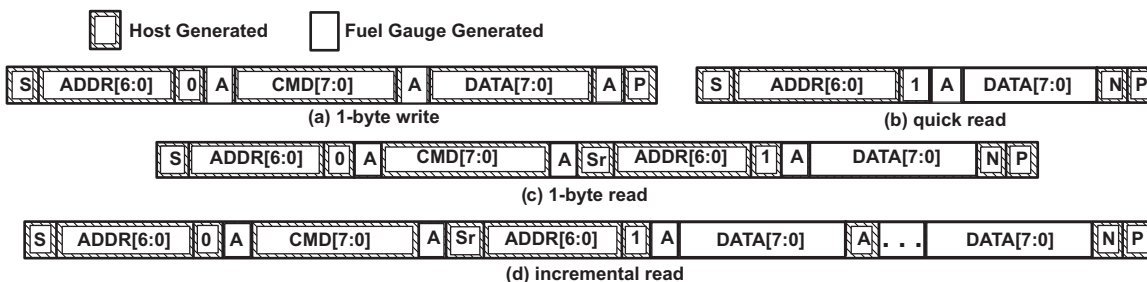 Host Generated Fuel Gauge Generated
S ADDR[6:0] 0 A CMD[7:0] A DATA[7:0] A P S ADDR[6:0] 1 A DATA[7:0] N P
(a) 1-byte write (b) quick read
S ADDR[6:0] 0 A CMD[7:0] A Sr ADDR[6:0] 1 A DATA[7:0] N P
(c) 1-byte read
S ADDR[6:0] 0 A CMD[7:0] A Sr ADDR[6:0] 1 A DATA[7:0] A . . . DATA[7:0] N P
(d) incremental read